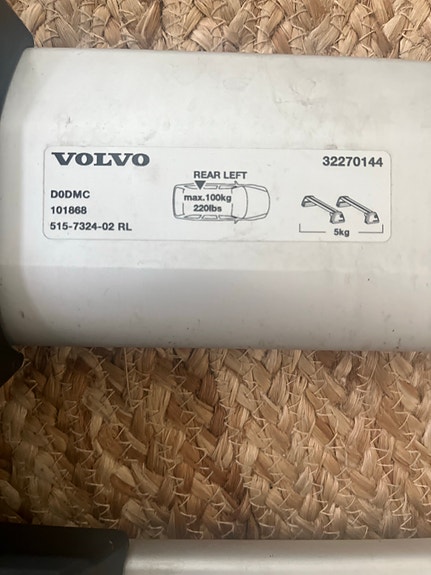 VOLVO
32270144
REAR LEFT
D0DMC
max.100kg
101868
220lbs
515-7324-02 RL
5kg